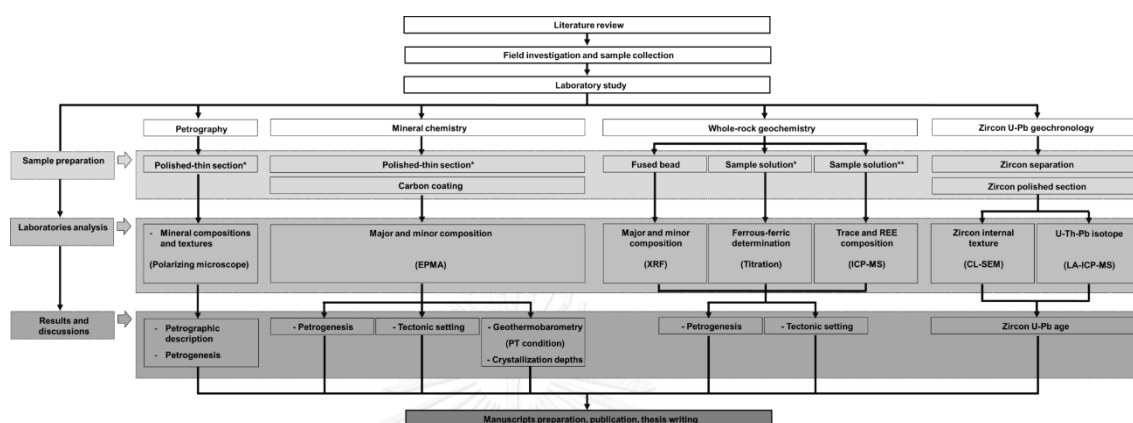 Literature review
Field investigation and sample collection
Laboratory study
Petrography
Mineral chemistry
Whole-rock geochemistry
Zircon U-Pb geochronology
Sample preparation
Polished-thin section*
Polished-thin section*
Fused bead
Sample solution*
Sample solution**
Zircon separation
Carbon coating
Zircon polished section
Laboratories analysis
- Mineral compositions
and textures
(Polarizing microscope)
Major and minor composition
(EPMA)
Major and minor
composition
(XRF)
Ferrous-ferric
determination
(Titration)
Trace and REE
composition
(ICP-MS)
Zircon internal
texture
(CL-SEM)
U-Th-Pb isotope
(LA-ICP-MS)
Results and
discussions
- Petrographic
description
- Petrogenesis
- Petrogenesis
- Tectonic setting
- Geothermobarometry
(PT condition)
- Crystallization depths
- Petrogenesis
- Tectonic setting
Zircon U-Pb age
Manuscripts preparation, publication, thesis writing